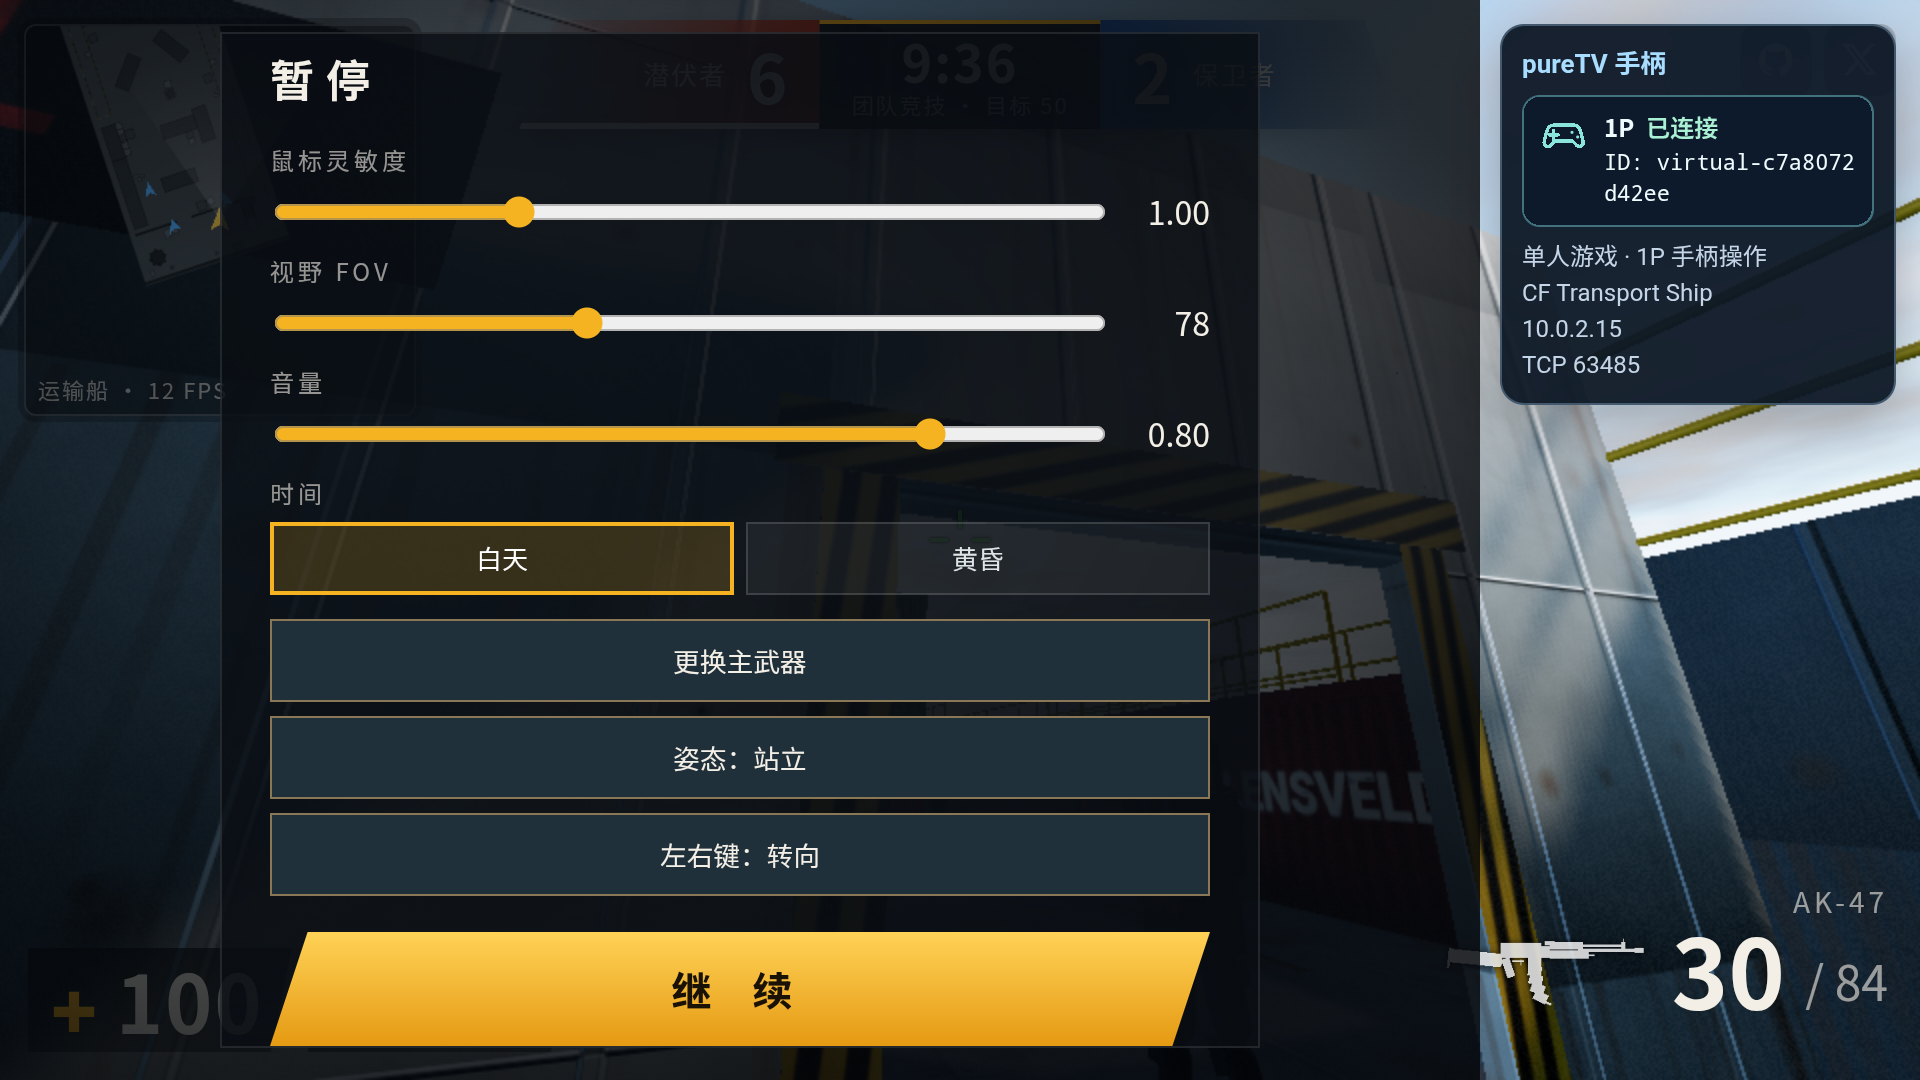 暂停
潜伏者
6
9:36
团队竞技 · 目标 50
2
保卫者
鼠标灵敏度
1.00
视野 FOV
78
运输船 · 12 FPS
音量
0.80
时间
白天
黄昏
更换主武器
姿态：站立
左右键：转向
继续
+ 100
ENSVELD
pureTV 手柄
1P 已连接
ID: virtual-c7a8072
d42ee
单人游戏 · 1P 手柄操作
CF Transport Ship
10.0.2.15
TCP 63485
AK-47
30 / 84